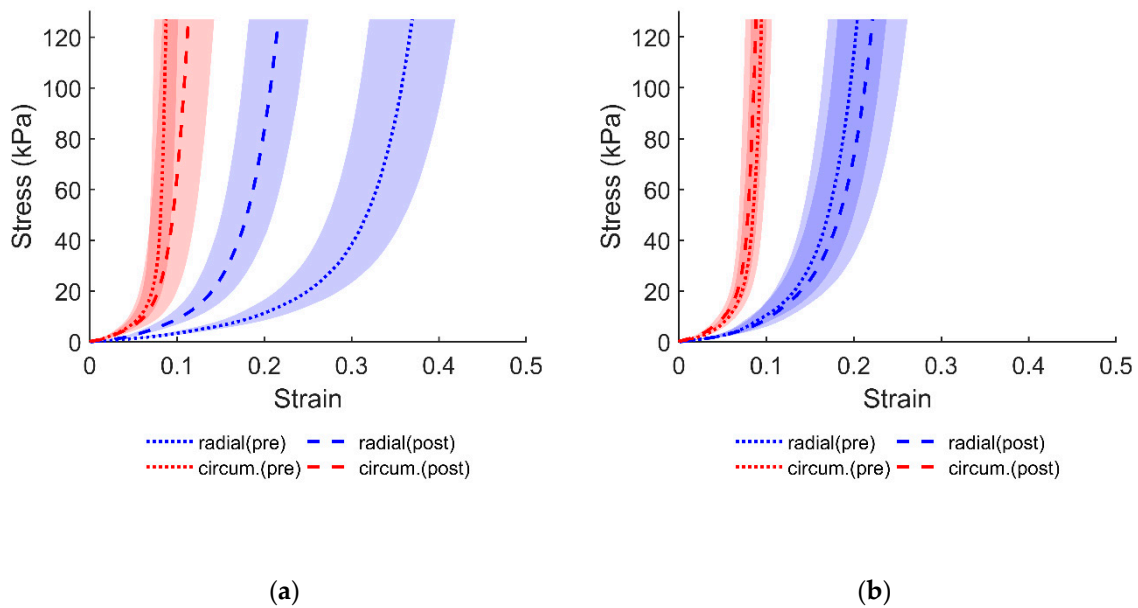 120
100
80
60
40
20
0
Stress (kPa)
0 0.1 0.2 0.3 0.4 0.5
Strain
radial(pre) radial(post)
circum.(pre) circum.(post)
(a)
120
100
80
60
40
20
0
Stress (kPa)
0 0.1 0.2 0.3 0.4 0.5
Strain
radial(pre) radial(post)
circum.(pre) circum.(post)
(b)